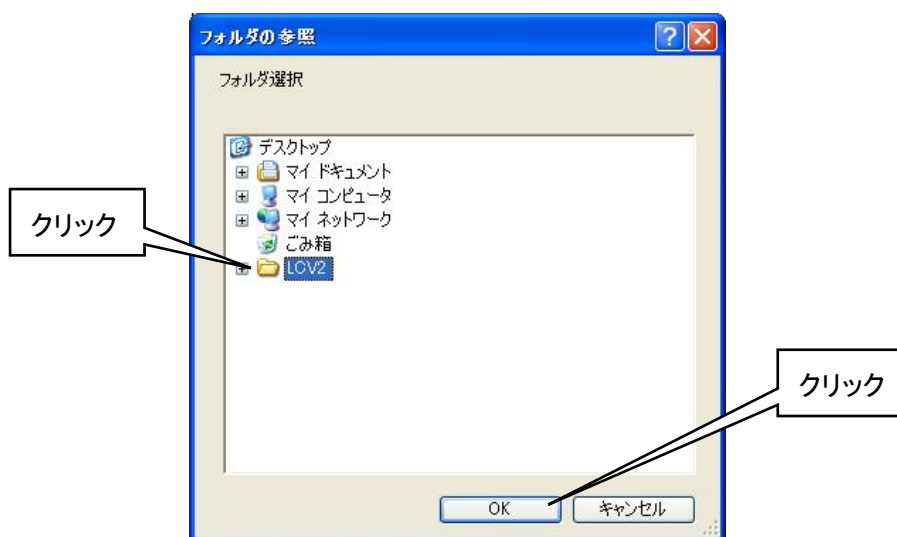 フォルダの参照
フォルダ選択
デスクトップ
マイ ドキュメント
マイ コンピュータ
マイ ネットワーク
ごみ箱
LCV2
クリック
クリック
OK
キャンセル